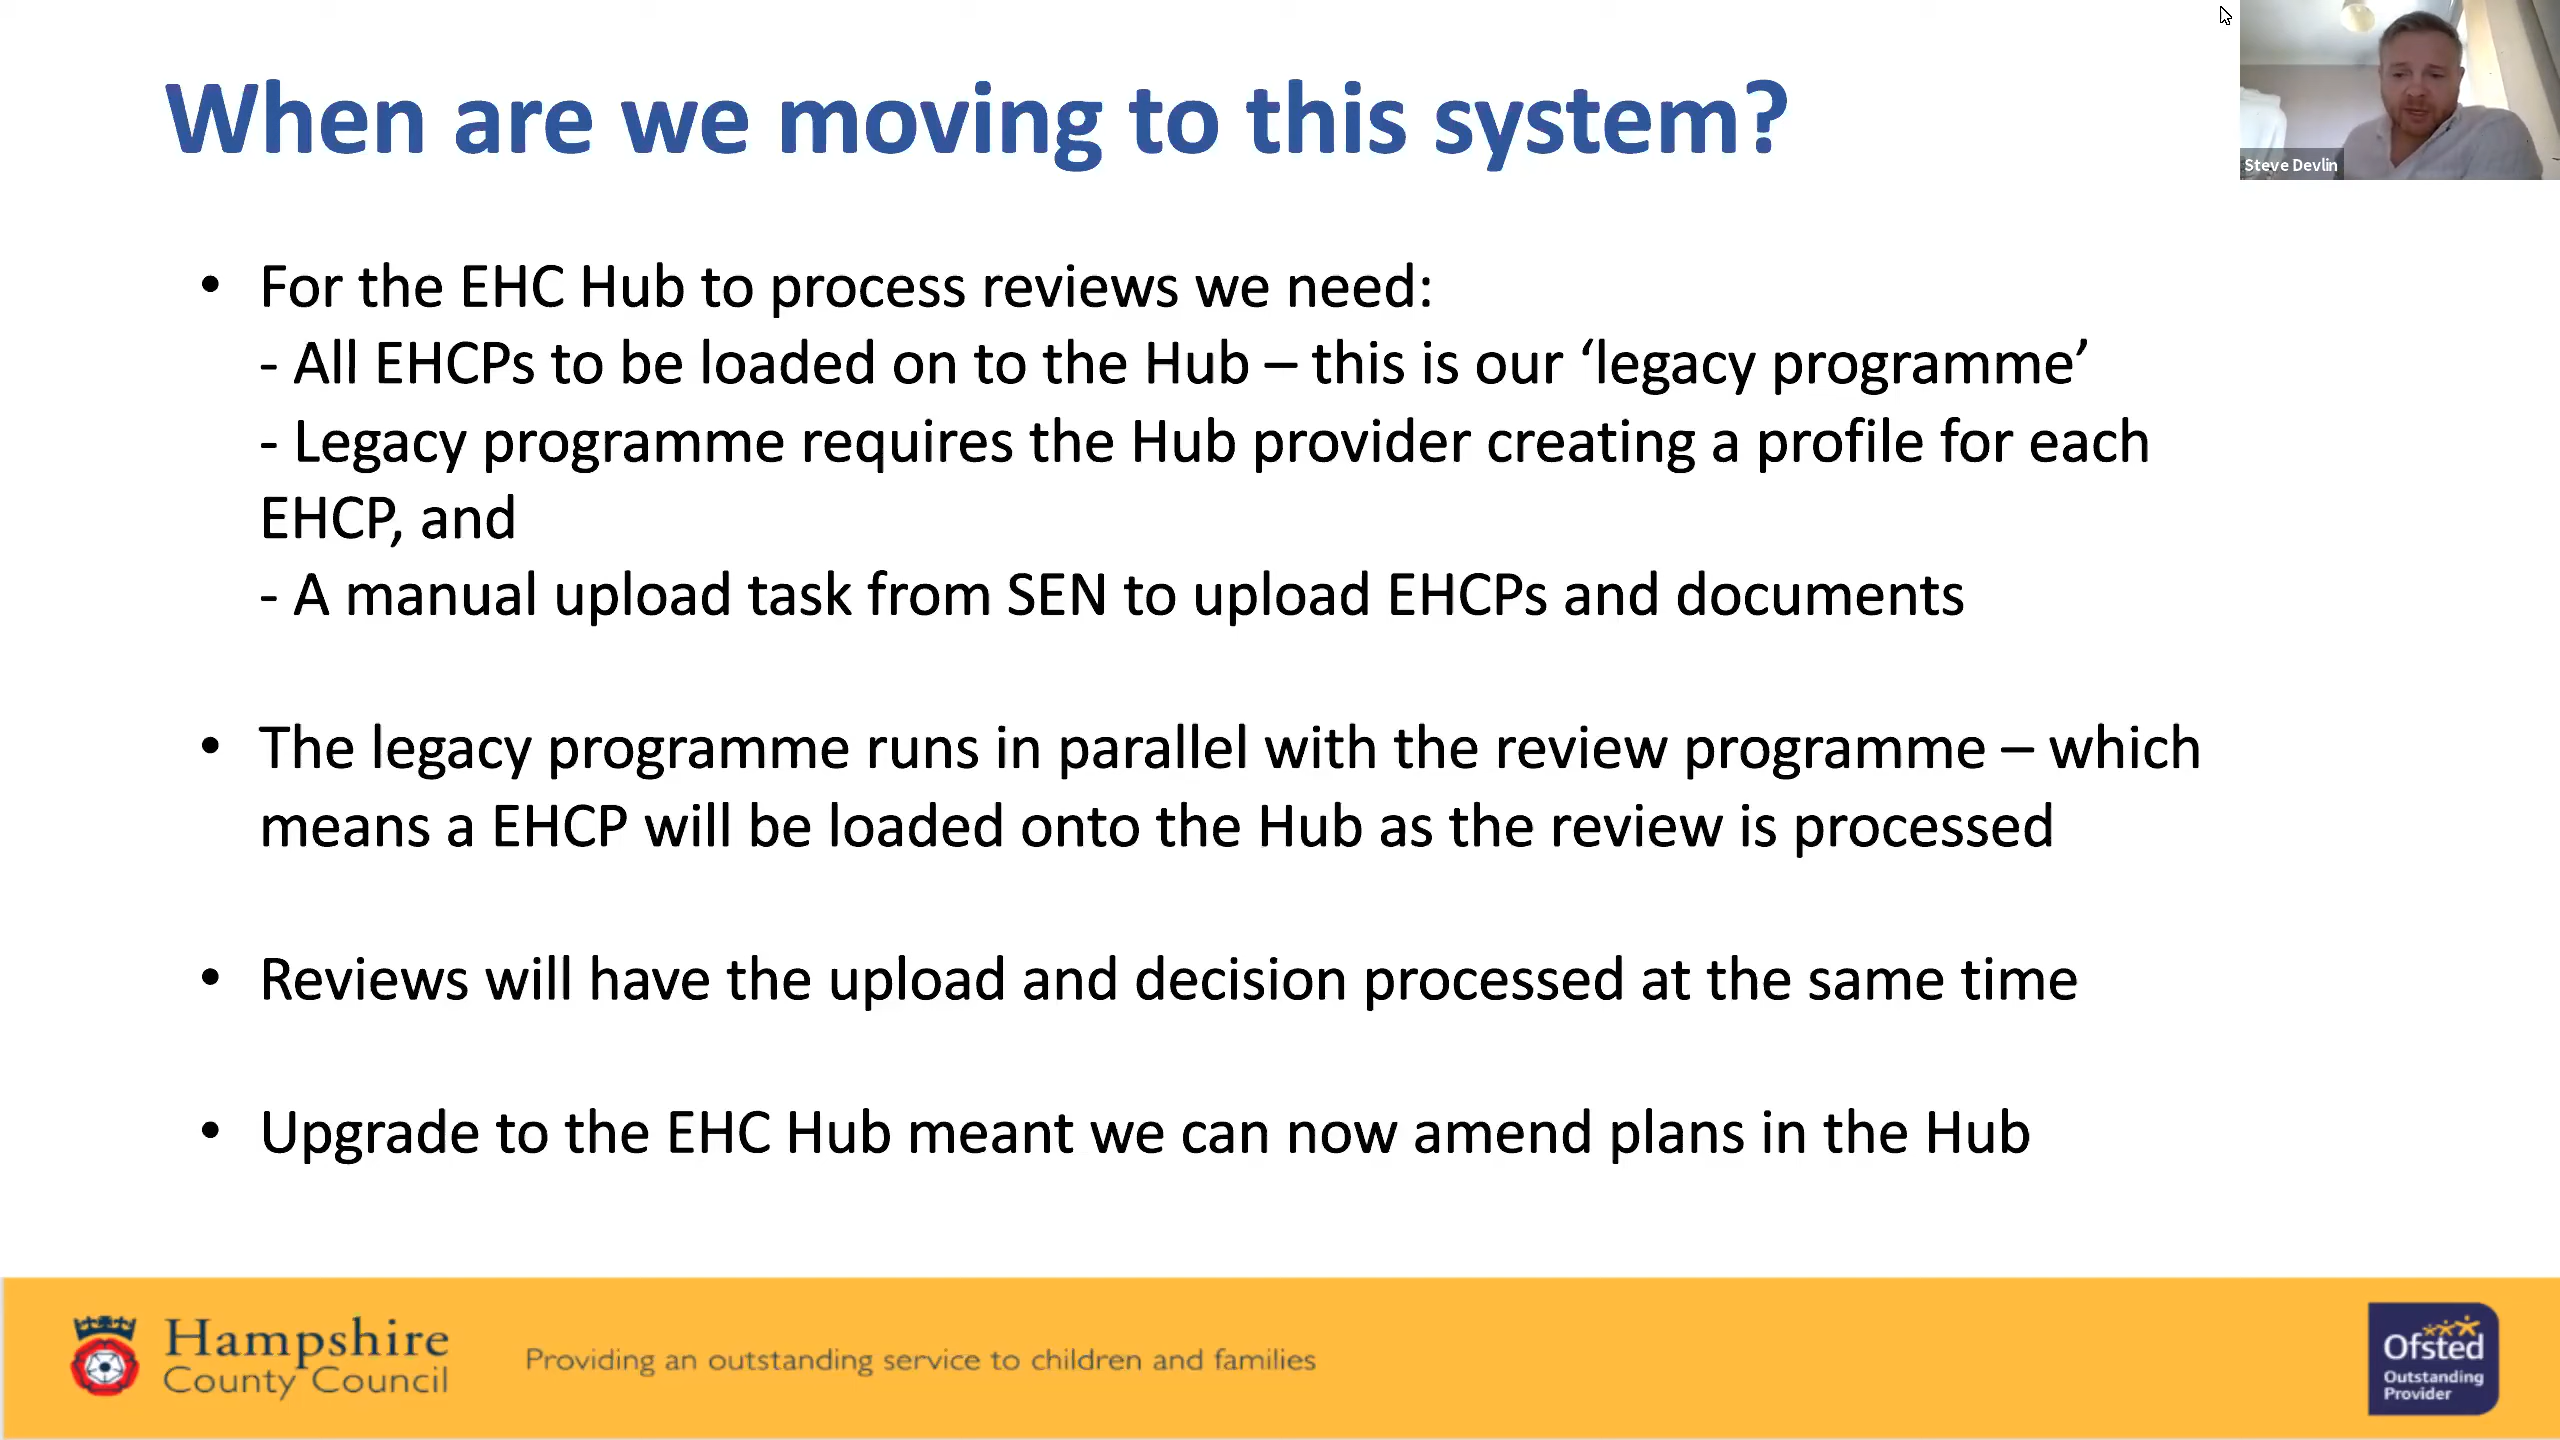 When are we moving to this system?
Steve Devlin
• For the EHC Hub to process reviews we need:
- All EHCPs to be loaded on to the Hub – this is our ‘legacy programme’
- Legacy programme requires the Hub provider creating a profile for each
EHCP, and
- A manual upload task from SEN to upload EHCPs and documents
• The legacy programme runs in parallel with the review programme – which
means a EHCP will be loaded onto the Hub as the review is processed
• Reviews will have the upload and decision processed at the same time
• Upgrade to the EHC Hub meant we can now amend plans in the Hub
Hampshire
County Council
Providing an outstanding service to children and families
Ofsted
Outstanding
Provider